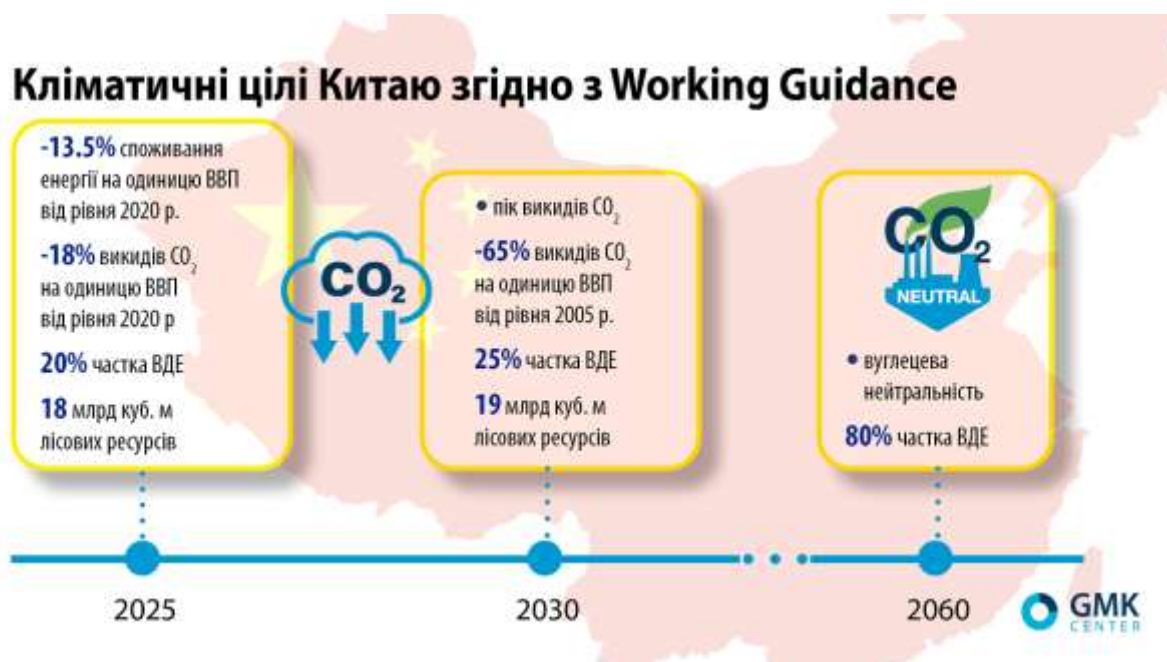 Кліматичні цілі Китаю згідно з Working Guidance
-13.5% споживання
енергії на одиницю ВВП
від рівня 2020 р.
-18% викидів CO₂
на одиницю ВВП
від рівня 2020 р
20% частка ВДЕ
18 млрд куб. м
лісових ресурсів
CO₂
• пік викидів CO₂
-65% викидів CO₂
на одиницю ВВП
від рівня 2005 р.
25% частка ВДЕ
19 млрд куб. м
лісових ресурсів
CO₂
NEUTRAL
• вуглецева
нейтральність
80% частка ВДЕ
2025
2030
2060
GMK
CENTER